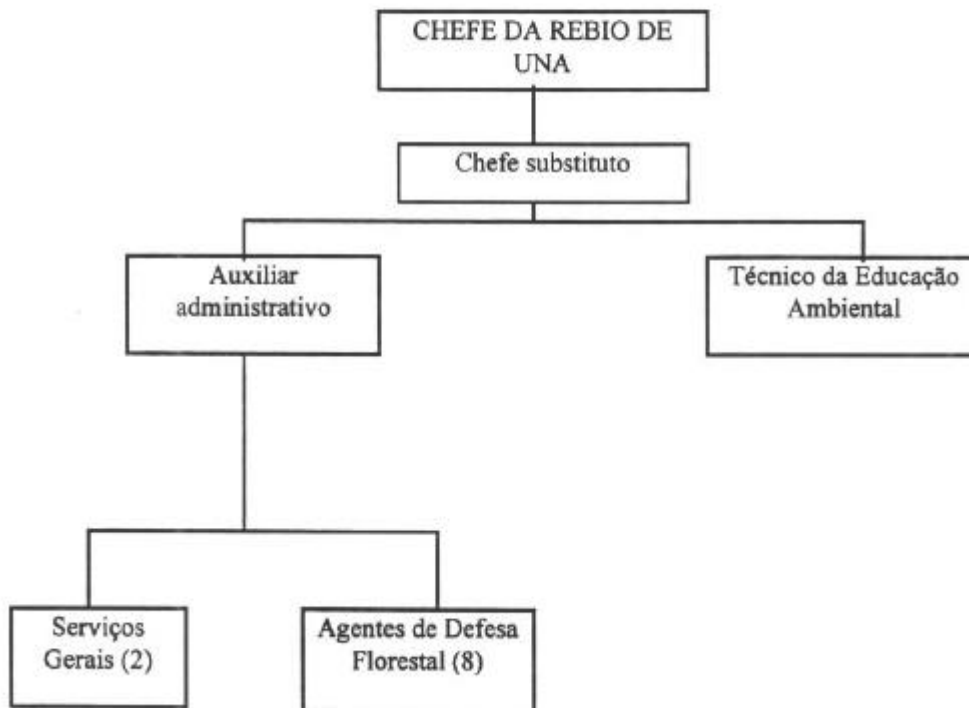 CHEFE DA REBIO DE
UNA
Chefe substituto
Auxiliar
administrativo
Técnico da Educação
Ambiental
Serviços
Gerais (2)
Agentes de Defesa
Florestal (8)